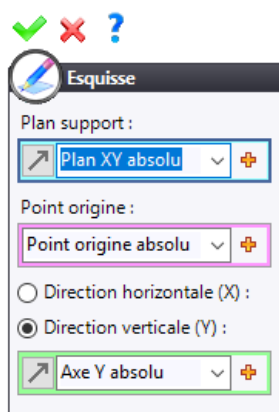 ?
Esquisse
Plan support :
Plan XY absolu
Point origine :
Point origine absolu
Direction horizontale (X) :
Direction verticale (Y) :
Axe Y absolu